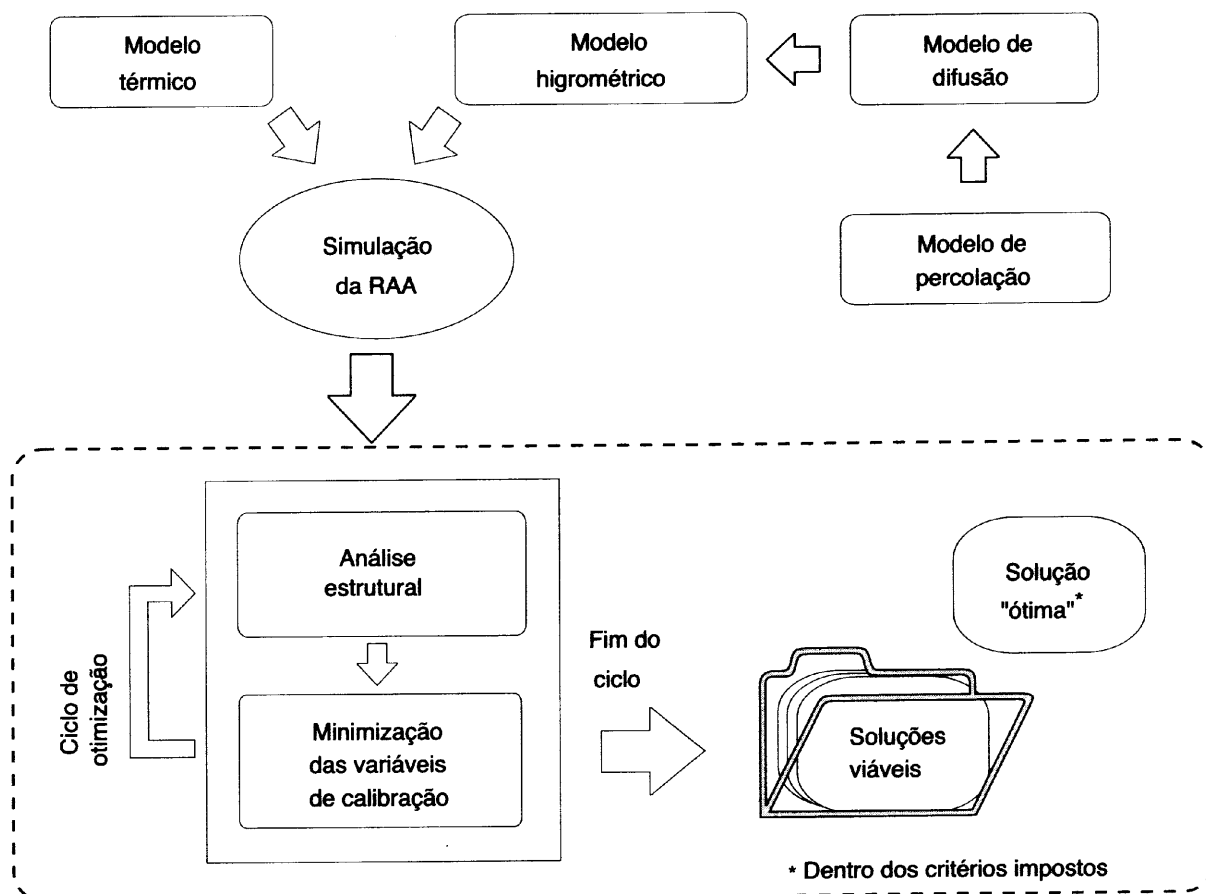 Modelo
térmico
Modelo
higrométrico
Modelo de
difusão
Modelo de
percolação
Simulação
da RAA
Ciclo de
otimização
Análise
estrutural
Minimização
das variáveis
de calibração
Fim do
ciclo
Solução
"ótima"*
Soluções
viáveis
* Dentro dos critérios impostos